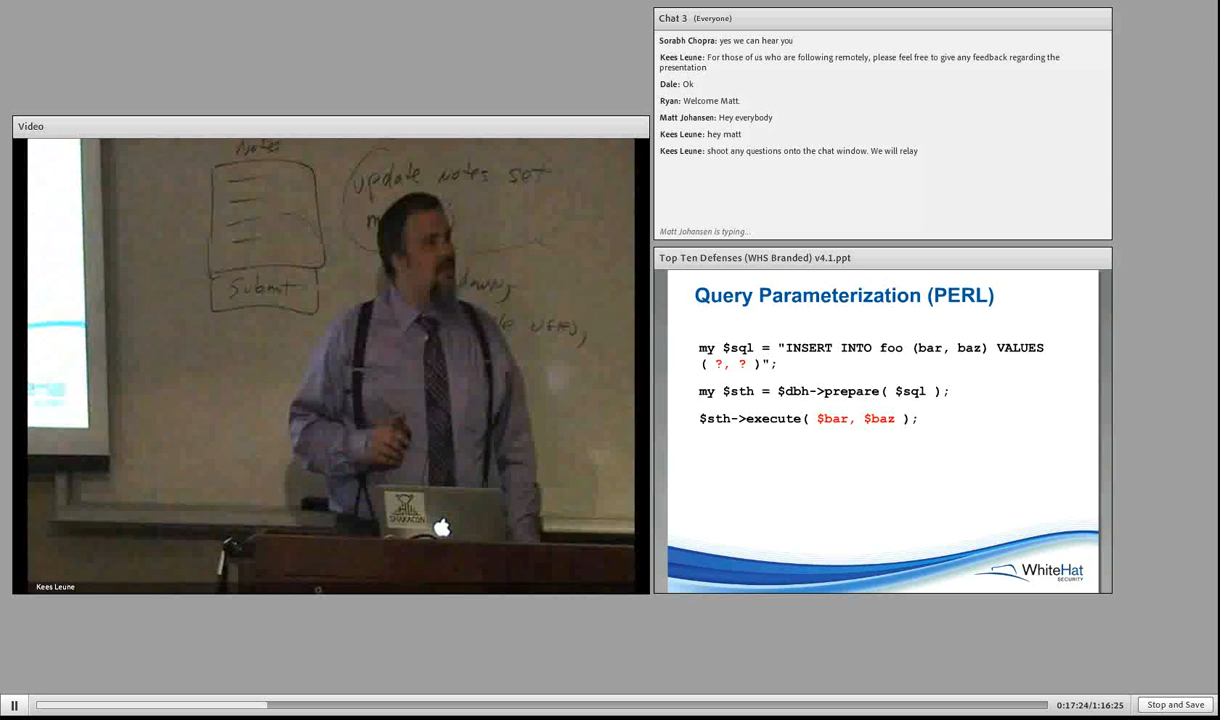 Chat 3 (Everyone)
Sorabh Chopra: yes we can hear you
Kees Leune: For those of us who are following remotely, please feel free to give any feedback regarding the
presentation
Dale: Ok
Ryan: Welcome Matt.
Matt Johansen: Hey everybody
Kees Leune: hey matt
Kees Leune: shoot any questions onto the chat window. We will relay
Matt Johansen is typing...
Video
Notes
update notes set
Submit
SHAKACON
Kees Leune
Top Ten Defenses (WHS Branded) v4.1.ppt
Query Parameterization (PERL)
my $sql = "INSERT INTO foo (bar, baz) VALUES
( ?, ? )";
my $sth = $dbh->prepare( $sql );
$sth->execute( $bar, $baz );
WhiteHat
SECURITY
0:17:24/1:16:25
Stop and Save